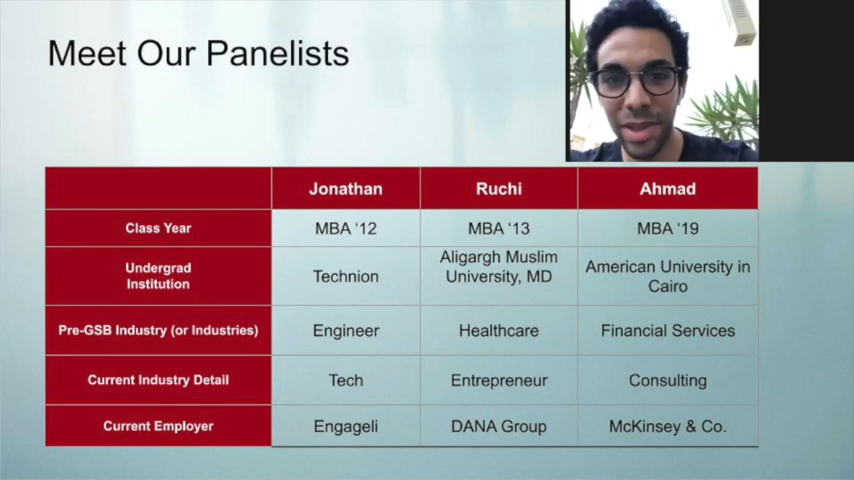 Meet Our Panelists
Jonathan Ruchi Ahmad
Class Year MBA ‘12 MBA ‘13 MBA ‘19
Undergrad
Institution
Technion
Aligargh Muslim
University, MD
American University in
Cairo
Pre-GSB Industry (or Industries) Engineer Healthcare Financial Services
Current Industry Detail Tech Entrepreneur Consulting
Current Employer Engageli DANA Group McKinsey & Co.